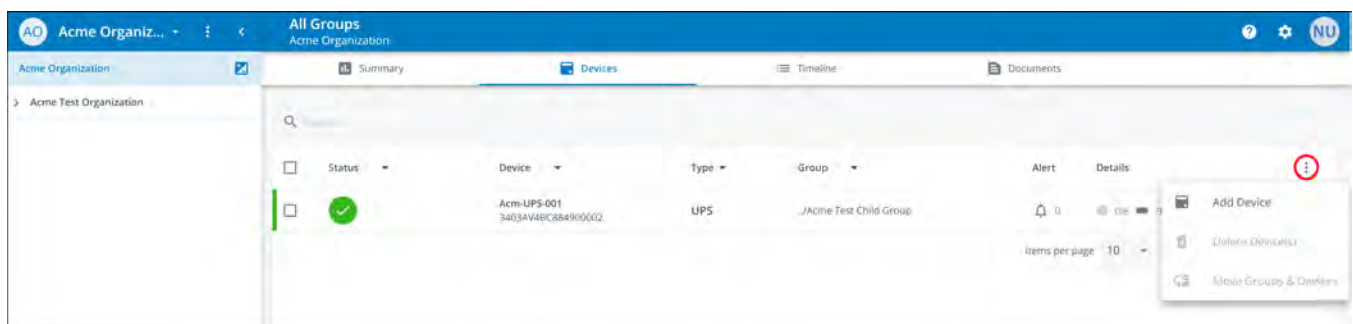 AO Acme Organiz...
All Groups
Acme Organization
NU
Acme Organization
Summary
Devices
Timeline
Documents
Acme Test Organization
Status
Device
Type
Group
Alert
Details
Acm-UPS-001
3403AV4BC884900002
UPS
../Acme Test Child Group
0
Add Device
Delete Device(s)
Items per page 10
Move Groups & Devices